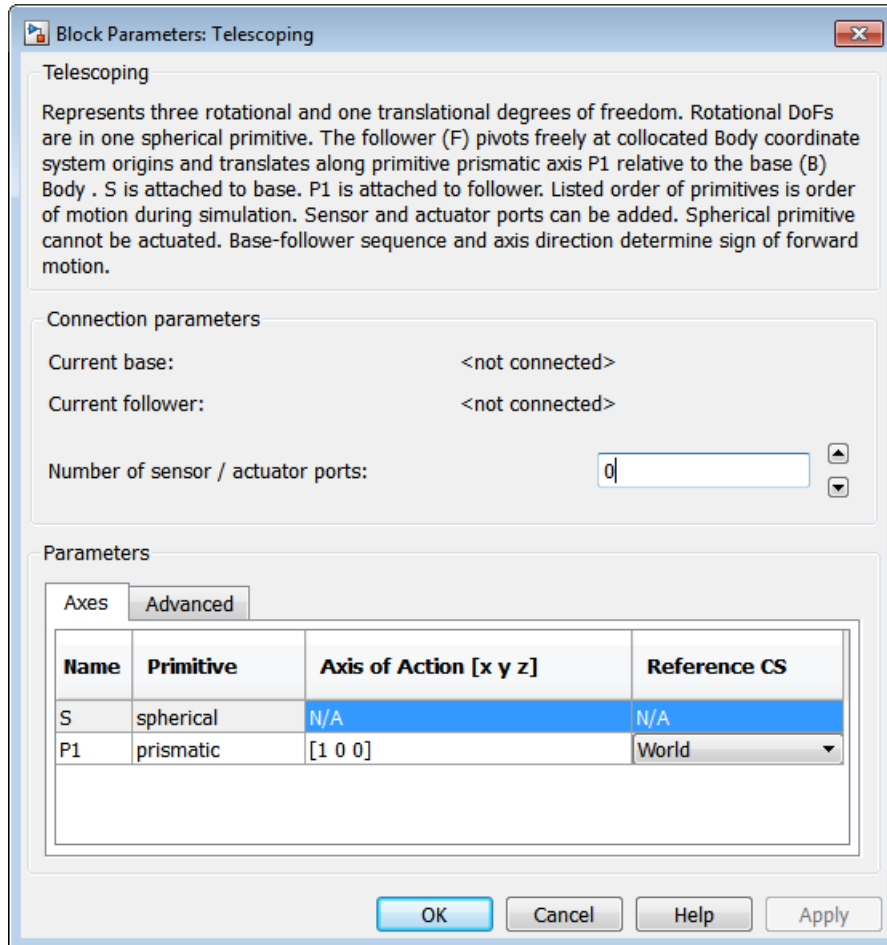 Block Parameters: Telescoping
Telescoping
Represents three rotational and one translational degrees of freedom. Rotational DoFs
are in one spherical primitive. The follower (F) pivots freely at collocated Body coordinate
system origins and translates along primitive prismatic axis P1 relative to the base (B)
Body . S is attached to base. P1 is attached to follower. Listed order of primitives is order
of motion during simulation. Sensor and actuator ports can be added. Spherical primitive
cannot be actuated. Base-follower sequence and axis direction determine sign of forward
motion.
Connection parameters
Current base: <not connected>
Current follower: <not connected>
Number of sensor / actuator ports: 0
Parameters
Axes Advanced
Name Primitive Axis of Action [x y z] Reference CS
S spherical N/A N/A
P1 prismatic [1 0 0] World
OK Cancel Help Apply